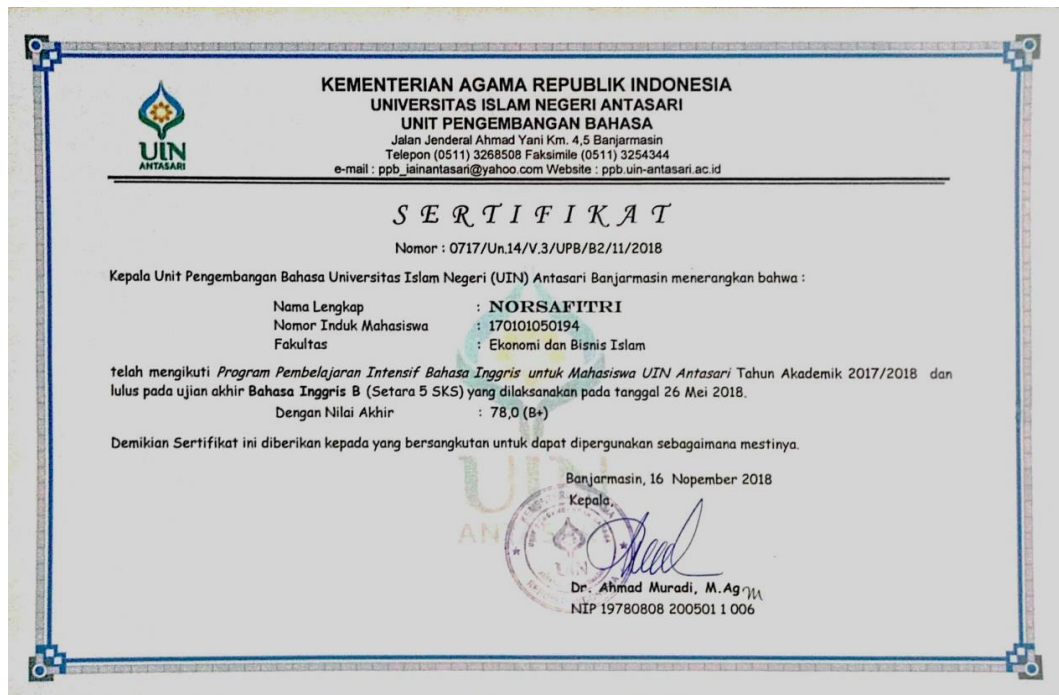 KEMENTERIAN AGAMA REPUBLIK INDONESIA
UNIVERSITAS ISLAM NEGERI ANTASARI
UNIT PENGEMBANGAN BAHASA
Jalan Jenderal Ahmad Yani Km. 4,5 Banjarmasin
Telepon (0511) 3268508 Faksimile (0511) 3254344
e-mail : ppb_iainantasari@yahoo.com Website : ppb.uin-antasari.ac.id
UIN
ANTASARI
SERTIFIKAT
Nomor : 0717/Un.14/V.3/UPB/B2/11/2018
Kepala Unit Pengembangan Bahasa Universitas Islam Negeri (UIN) Antasari Banjarmasin menerangkan bahwa :
Nama Lengkap : NORSAFITRI
Nomor Induk Mahasiswa : 170101050194
Fakultas : Ekonomi dan Bisnis Islam
telah mengikuti Program Pembelajaran Intensif Bahasa Inggris untuk Mahasiswa UIN Antasari Tahun Akademik 2017/2018 dan
lulus pada ujian akhir Bahasa Inggris B (Setara 5 SKS) yang dilaksanakan pada tanggal 26 Mei 2018.
Dengan Nilai Akhir : 78,0 (B+)
Demikian Sertifikat ini diberikan kepada yang bersangkutan untuk dapat dipergunakan sebagaimana mestinya.
UIN
Banjarmasin, 16 Nopember 2018
Kepala,
UIN
Dr. Ahmad Muradi, M.Ag
NIP 19780808 200501 1 006